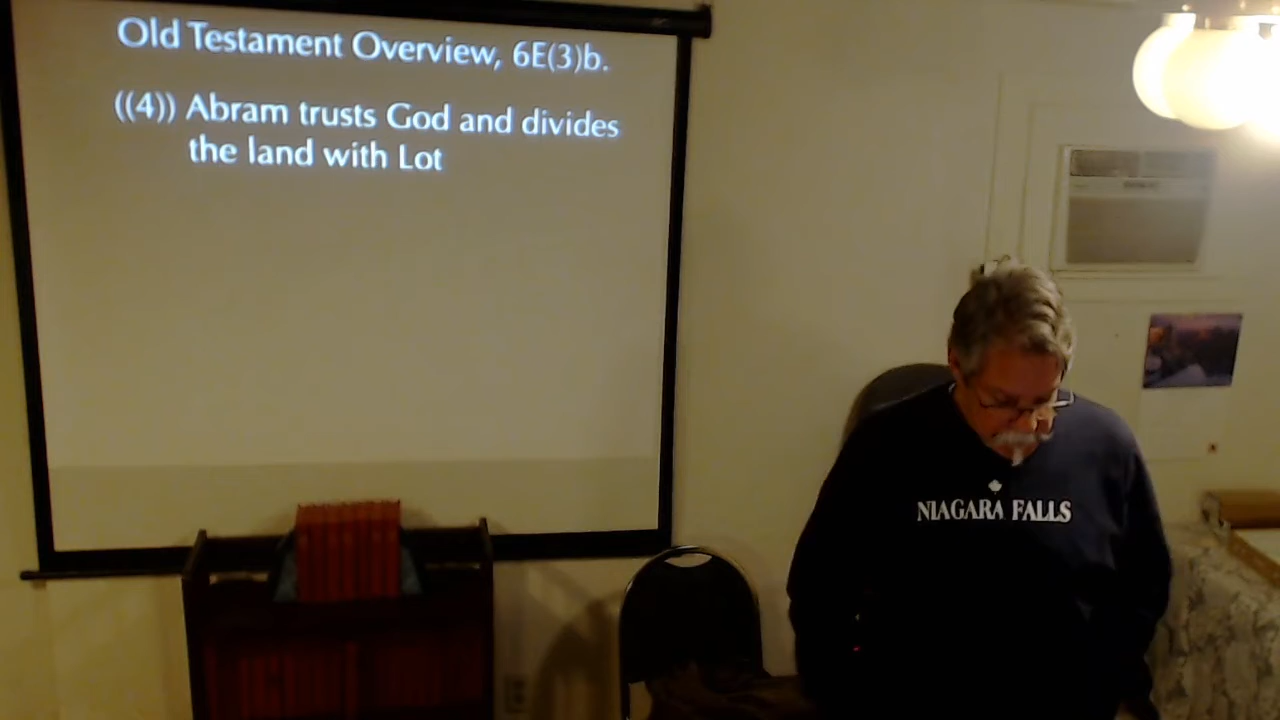 Old Testament Overview, 6E(3)b.
((4)) Abram trusts God and divides
the land with Lot
NIAGARA FALLS